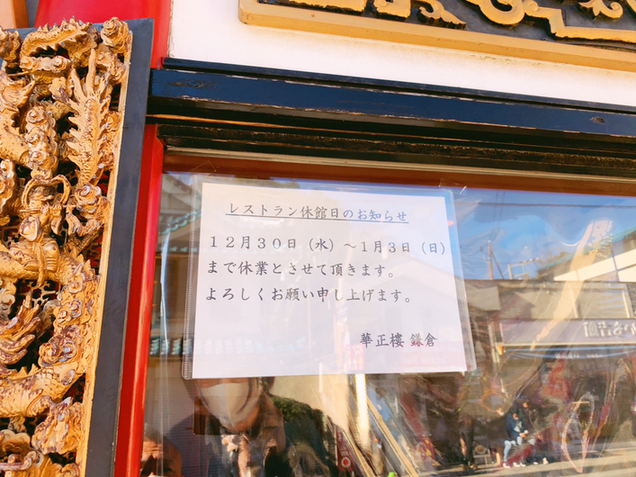 レストラン休館日のお知らせ
１２月３０日（水）～１月３日（日）
まで休業とさせて頂きます。
よろしくお願い申し上げます。
華正樓 鎌倉